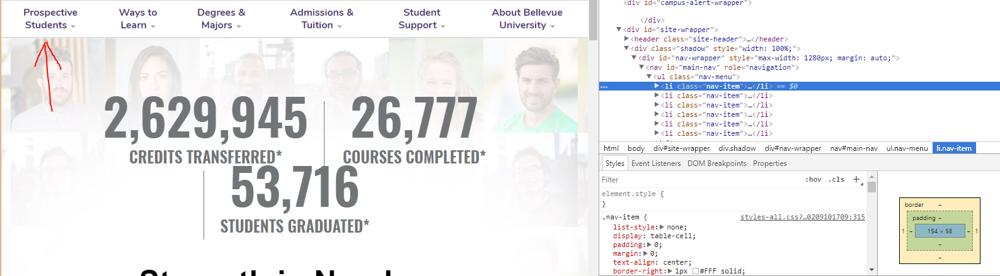 Prospective Students
Ways to Learn
Degrees & Majors
Admissions & Tuition
Student Support
About Bellevue University
2,629,945
CREDITS TRANSFERRED*
26,777
COURSES COMPLETED*
53,716
STUDENTS GRADUATED*
<div id="campus-alert-wrapper">
</div>
<div id="site-wrapper">
<header class="site-header">…</header>
<div class="shadow" style="width: 100%;">
<div id="nav-wrapper" style="max-width: 1280px; margin: auto;">
<nav id="main-nav" role="navigation">
<ul class="nav-menu">
... <li class="nav-item">…</li> == $0
<li class="nav-item">…</li>
<li class="nav-item">…</li>
<li class="nav-item">…</li>
<li class="nav-item">…</li>
<li class="nav-item">…</li>
html body div#site-wrapper div.shadow div#nav-wrapper nav#main-nav ul.nav-menu li.nav-item
Styles Event Listeners DOM Breakpoints Properties
Filter :hov .cls +
element.style {
}
.nav-item { styles-all.css?…0209101709:315
list-style: none;
display: table-cell;
padding: 0;
margin: 0;
text-align: center;
border-right: 1px #FFF solid;
border –
padding –
1 – 154 × 58 – 1
–
–